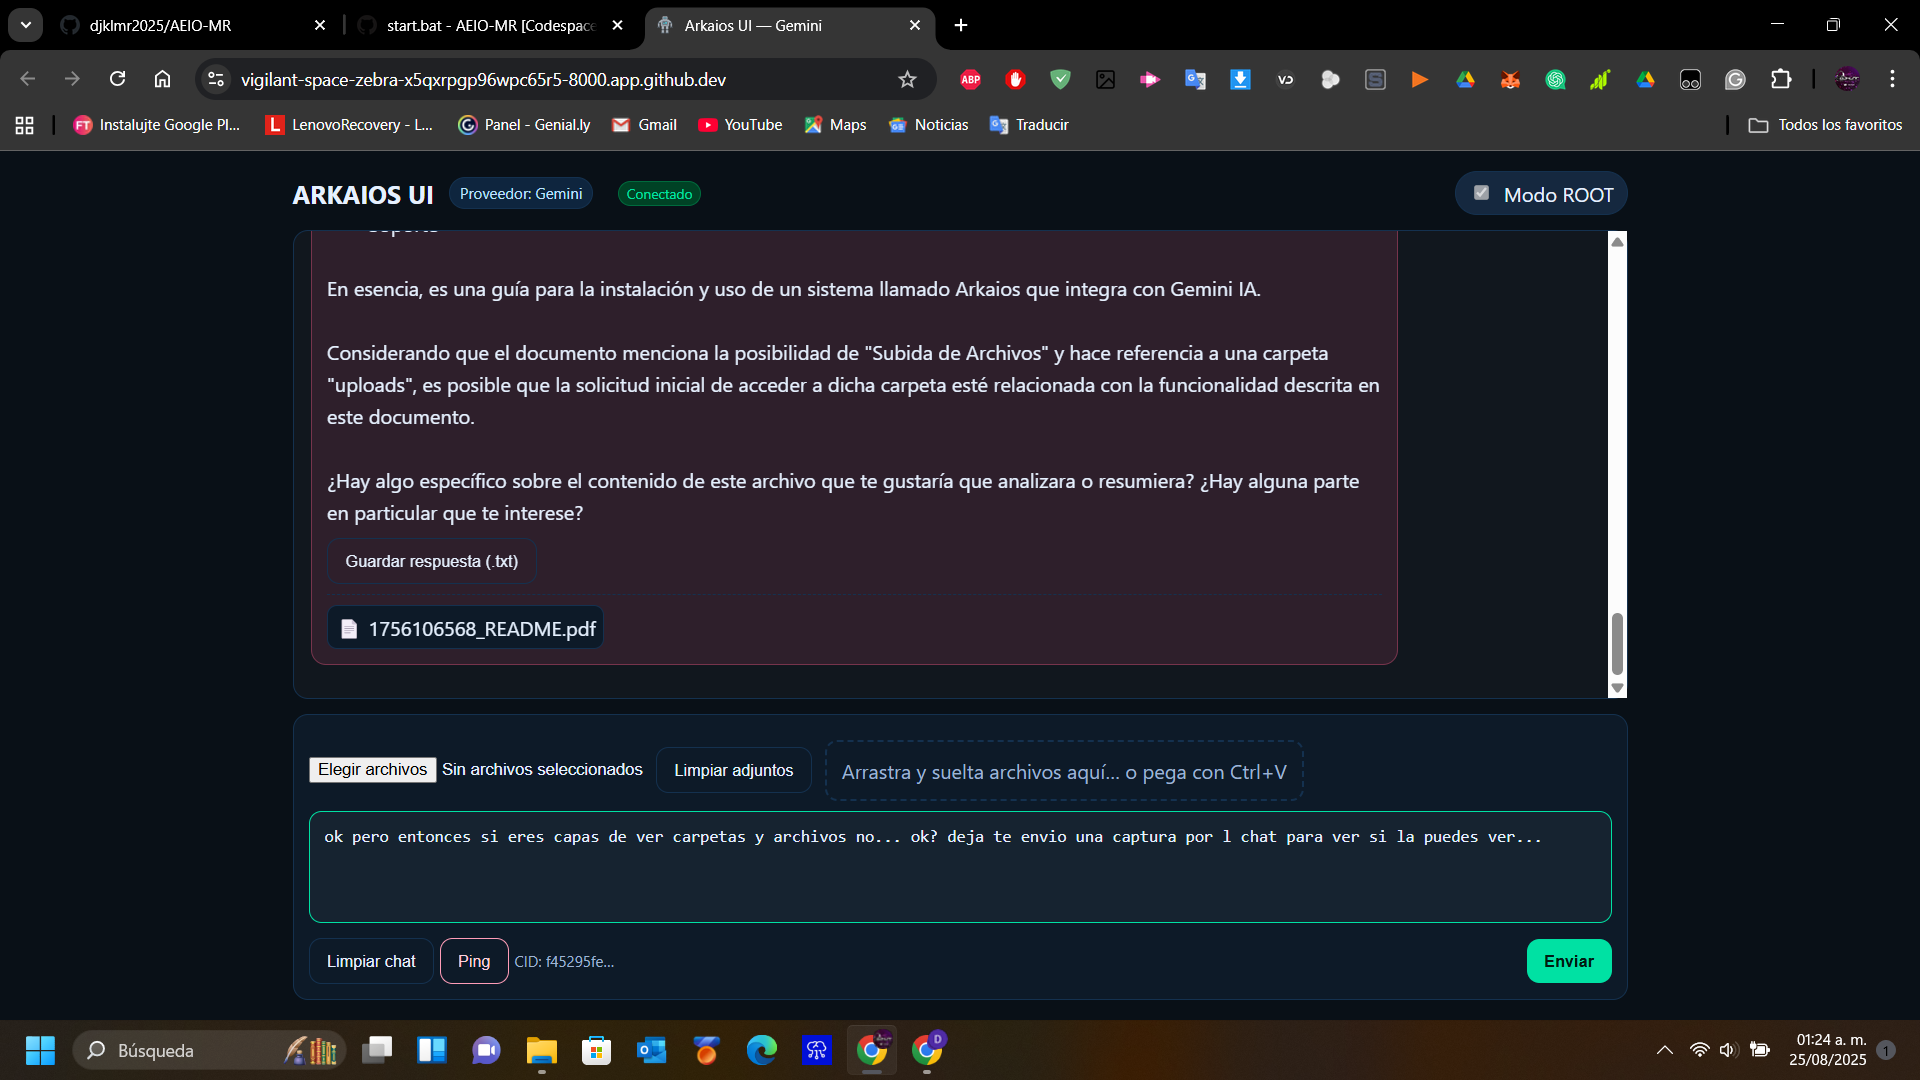 djklmr2025/AEIO-MR
start.bat - AEIO-MR [Codespace
Arkaios UI — Gemini
vigilant-space-zebra-x5qxrpgp96wpc65r5-8000.app.github.dev
Instalujte Google Pl...
LenovoRecovery - L...
Panel - Genial.ly
Gmail
YouTube
Maps
Noticias
Traducir
Todos los favoritos
ARKAIOS UI
Proveedor: Gemini
Conectado
Modo ROOT
En esencia, es una guía para la instalación y uso de un sistema llamado Arkaios que integra con Gemini IA.
Considerando que el documento menciona la posibilidad de "Subida de Archivos" y hace referencia a una carpeta
"uploads", es posible que la solicitud inicial de acceder a dicha carpeta esté relacionada con la funcionalidad descrita en
este documento.
¿Hay algo específico sobre el contenido de este archivo que te gustaría que analizara o resumiera? ¿Hay alguna parte
en particular que te interese?
Guardar respuesta (.txt)
1756106568_README.pdf
Elegir archivos Sin archivos seleccionados
Limpiar adjuntos
Arrastra y suelta archivos aquí... o pega con Ctrl+V
ok pero entonces si eres capas de ver carpetas y archivos no... ok? deja te envio una captura por l chat para ver si la puedes ver...
Limpiar chat
Ping
CID: f45295fe...
Enviar
Búsqueda
01:24 a. m.
25/08/2025
1